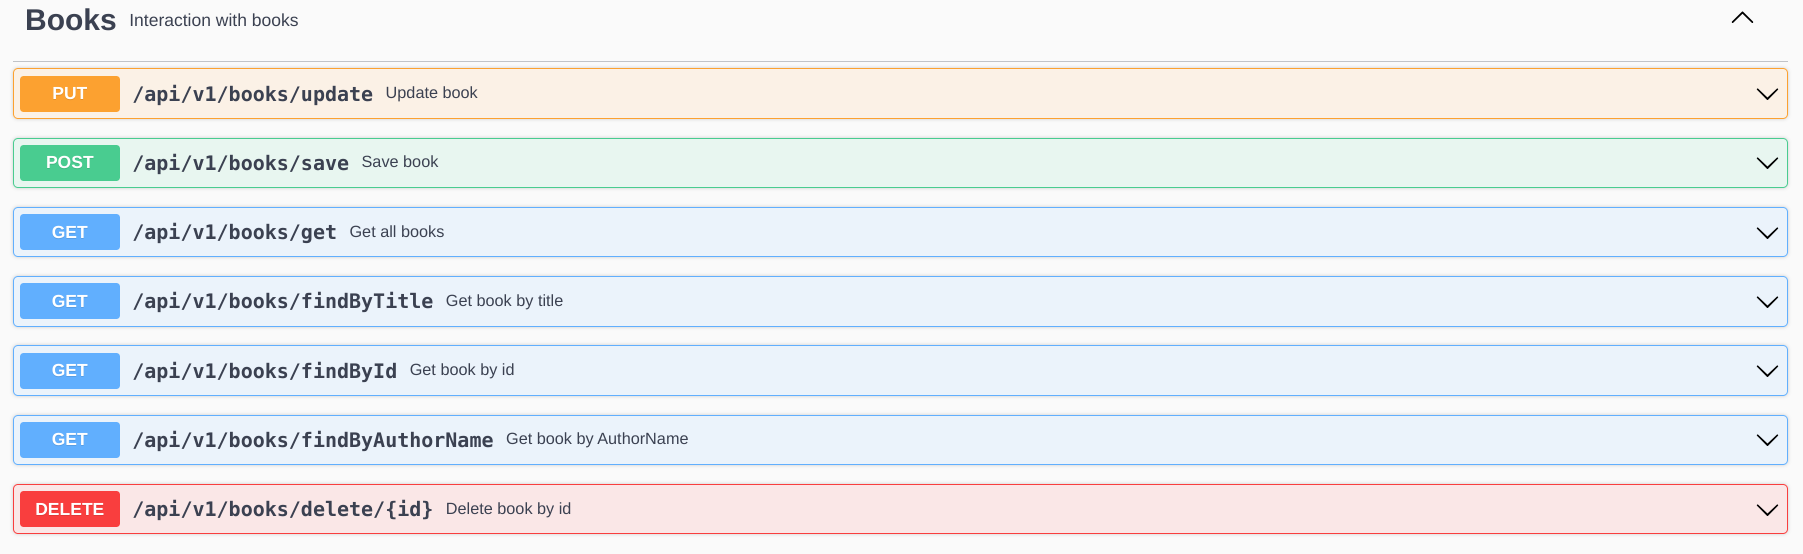 Books Interaction with books
PUT /api/v1/books/update Update book
POST /api/v1/books/save Save book
GET /api/v1/books/get Get all books
GET /api/v1/books/findByTitle Get book by title
GET /api/v1/books/findById Get book by id
GET /api/v1/books/findByAuthorName Get book by AuthorName
DELETE /api/v1/books/delete/{id} Delete book by id